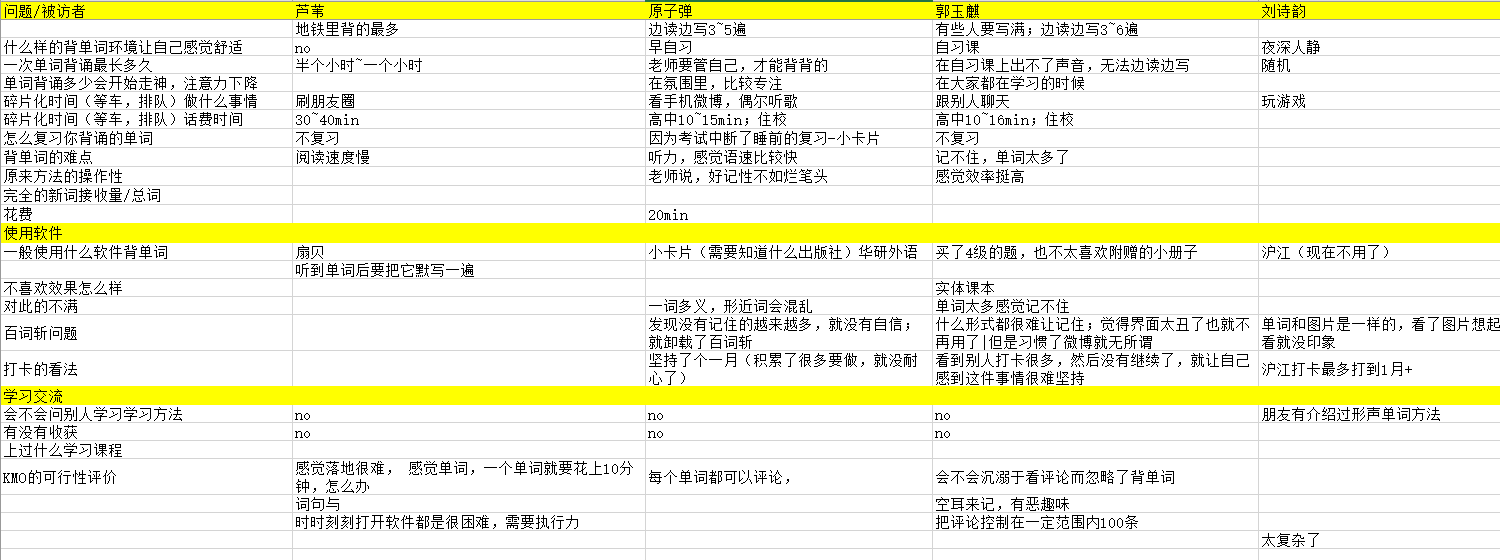 问题/被访者 芦苇 原子弹 郭玉麒 刘诗韵
地铁里背的最多 边读边写3~5遍 有些人要写满；边读边写3~6遍
什么样的背单词环境让自己感觉舒适 no 早自习 自习课 夜深人静
一次单词背诵最长多久 半个小时~一个小时 老师要管自己，才能背背的 在自习课上出不了声音，无法边读边写 随机
单词背诵多少会开始走神，注意力下降 在氛围里，比较专注 在大家都在学习的时候
碎片化时间（等车，排队）做什么事情 刷朋友圈 看手机微博，偶尔听歌 跟别人聊天 玩游戏
碎片化时间（等车，排队）话费时间 30~40min 高中10~15min；住校 高中10~16min；住校
怎么复习你背诵的单词 不复习 因为考试中断了睡前的复习-小卡片 不复习
背单词的难点 阅读速度慢 听力，感觉语速比较快 记不住，单词太多了
原来方法的操作性 老师说，好记性不如烂笔头 感觉效率挺高
完全的新词接收量/总词
花费 20min
使用软件
一般使用什么软件背单词 扇贝 小卡片（需要知道什么出版社）华研外语 买了4级的题，也不太喜欢附赠的小册子 沪江（现在不用了）
听到单词后要把它默写一遍
不喜欢效果怎么样 实体课本
对此的不满 一词多义，形近词会混乱 单词太多感觉记不住
百词斩问题 发现没有记住的越来越多，就没有自信； 什么形式都很难让记住；觉得界面太丑了也就不 单词和图片是一样的，看了图片想起
就卸载了百词斩 再用了|但是习惯了微博就无所谓 看就没印象
打卡的看法 坚持了个一月（积累了很多要做，就没耐 看到别人打卡很多，然后没有继续了，就让自己 沪江打卡最多打到1月+
心了） 感到这件事情很难坚持
学习交流
会不会问别人学习学习方法 no no no 朋友有介绍过形声单词方法
有没有收获 no no no
上过什么学习课程
KMO的可行性评价 感觉落地很难， 感觉单词，一个单词就要花上10分 每个单词都可以评论， 会不会沉溺于看评论而忽略了背单词
钟，怎么办
词句与 空耳来记，有恶趣味
时时刻刻打开软件都是很困难，需要执行力 把评论控制在一定范围内100条
太复杂了